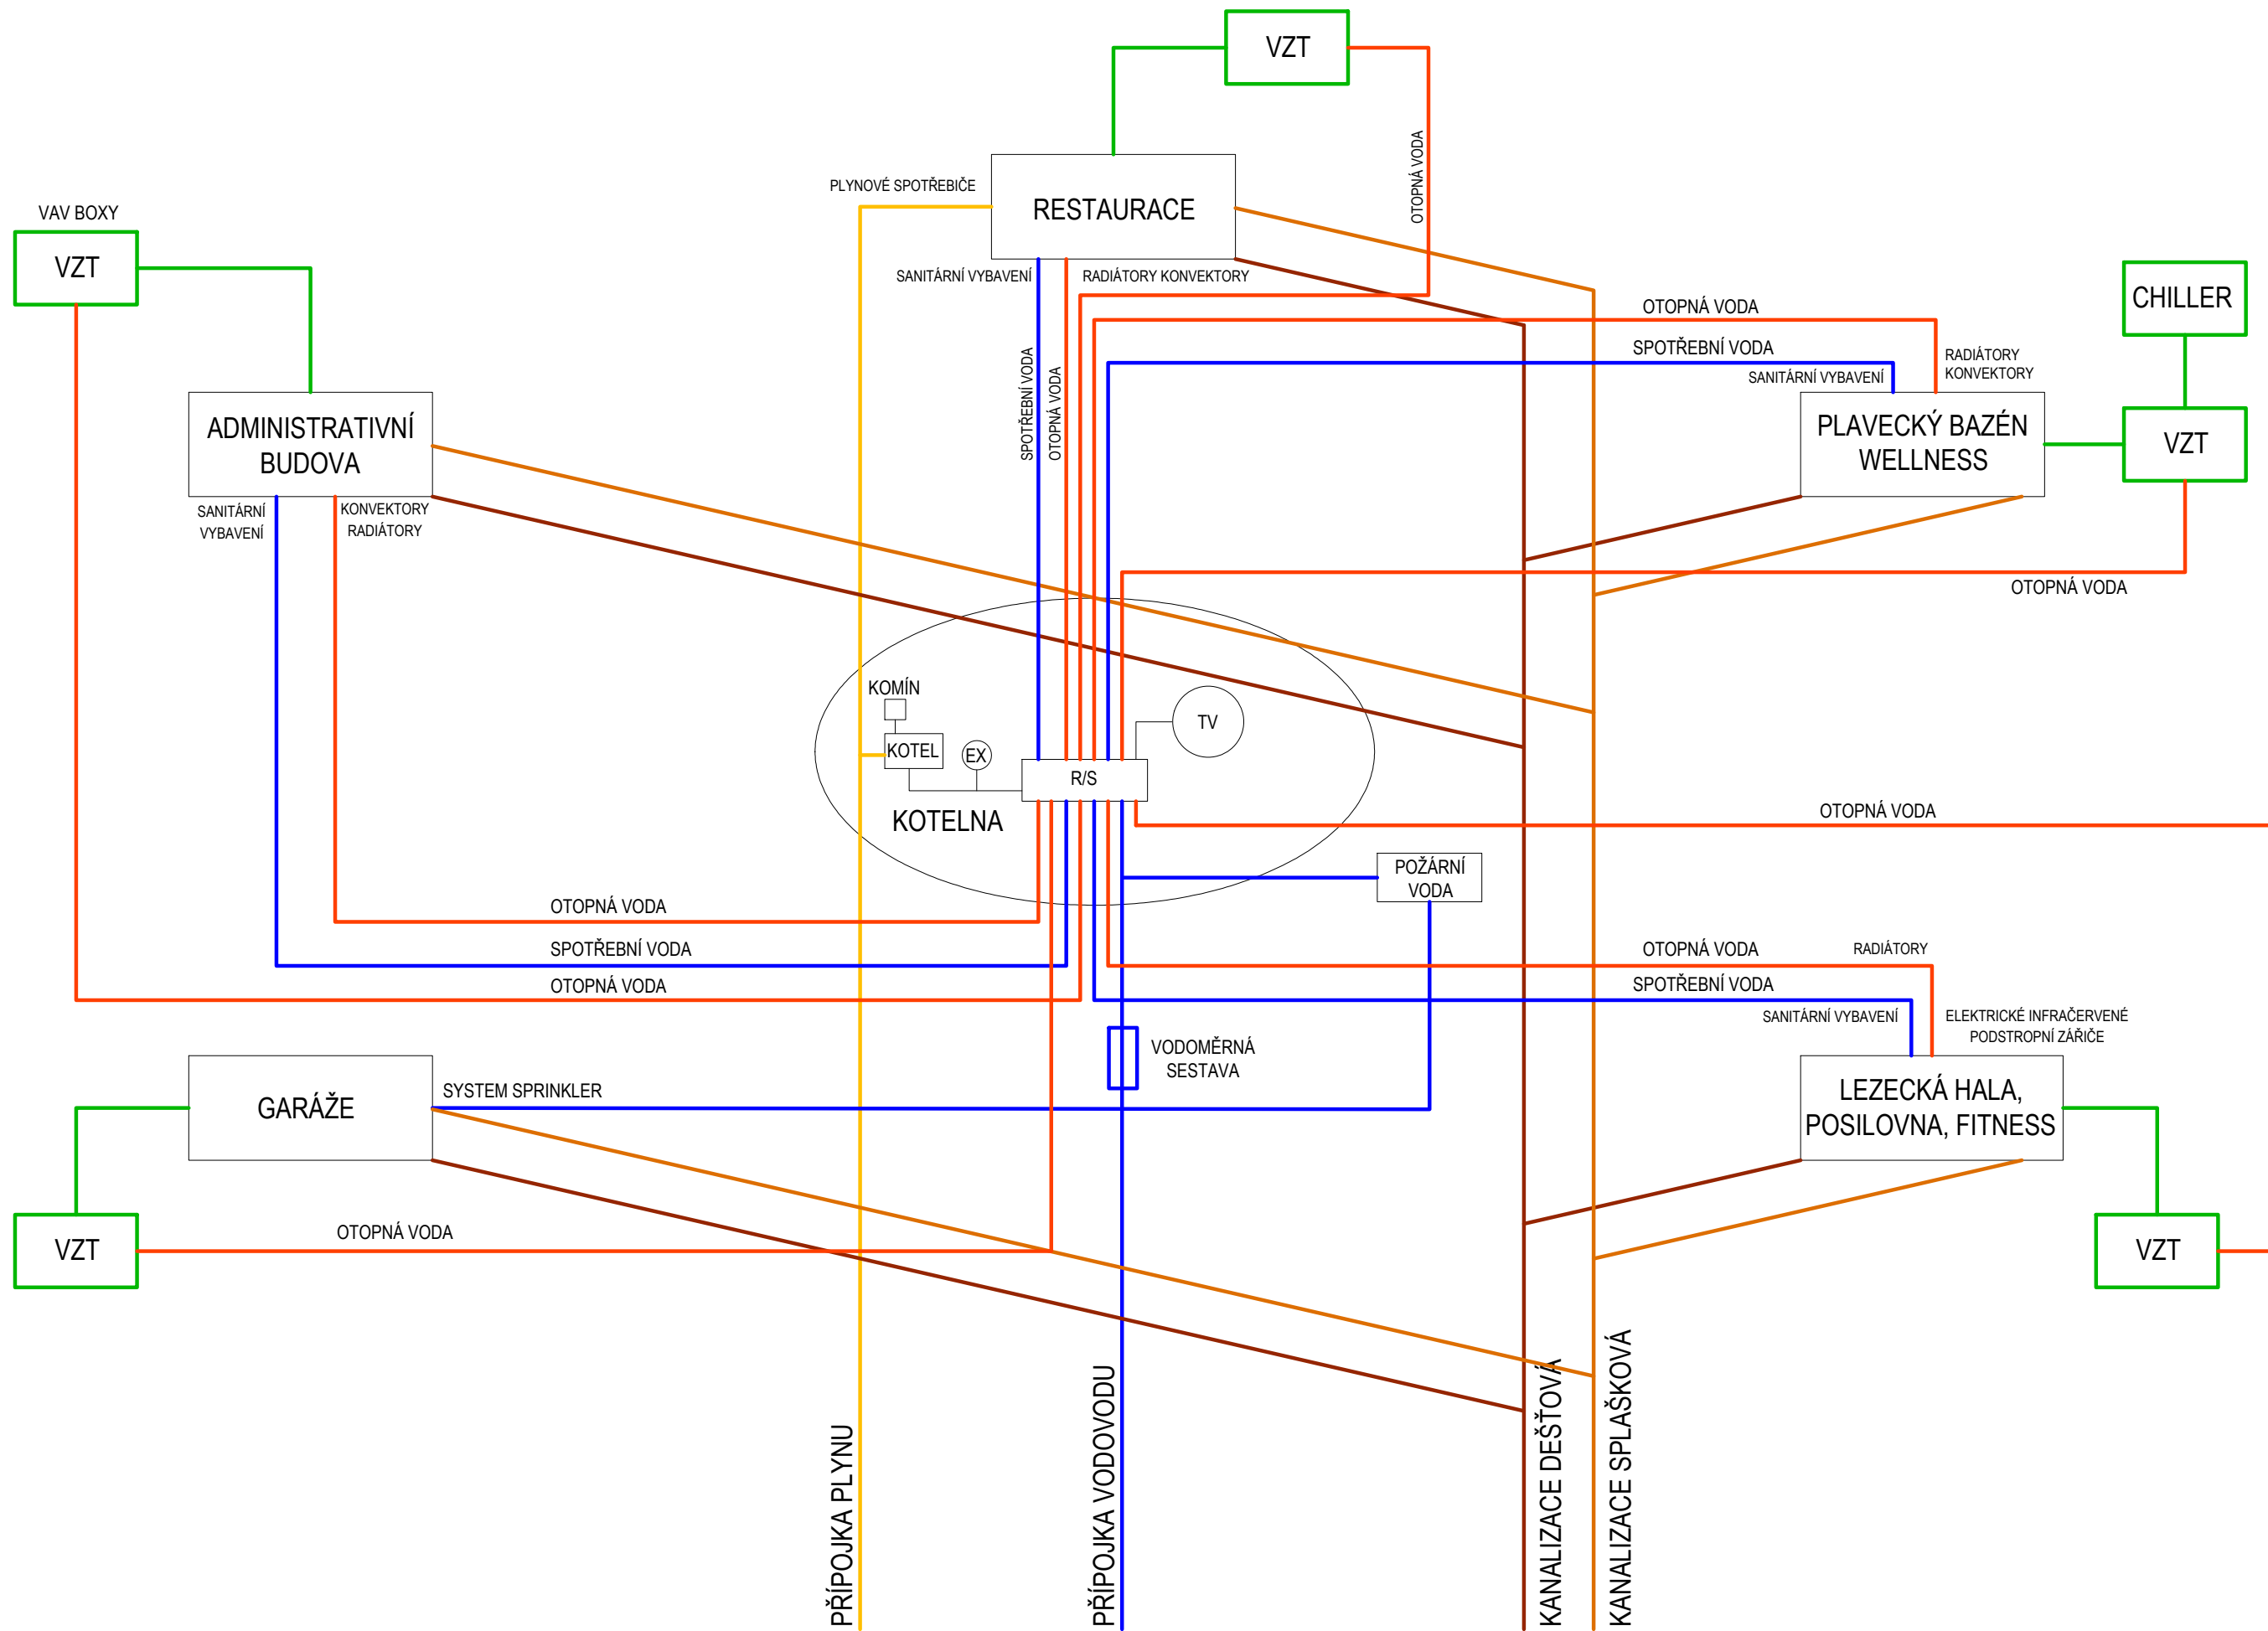 VZT
OTOPNÁ VODA
PLYNOVÉ SPOTŘEBIČE
RESTAURACE
VAV BOXY
VZT
SANITÁRNÍ VYBAVENÍ
RADIÁTORY KONVEKTORY
CHILLER
OTOPNÁ VODA
SPOTŘEBNÍ VODA
SPOTŘEBNÍ VODA
OTOPNÁ VODA
RADIÁTORY
KONVEKTORY
SANITÁRNÍ VYBAVENÍ
ADMINISTRATIVNÍ
BUDOVA
PLAVECKÝ BAZÉN
WELLNESS
VZT
SANITÁRNÍ
VYBAVENÍ
KONVEKTORY
RADIÁTORY
OTOPNÁ VODA
KOMÍN
KOTEL
EX
TV
R/S
KOTELNA
OTOPNÁ VODA
POŽÁRNÍ
VODA
OTOPNÁ VODA
SPOTŘEBNÍ VODA
OTOPNÁ VODA
OTOPNÁ VODA
RADIÁTORY
SPOTŘEBNÍ VODA
SANITÁRNÍ VYBAVENÍ
ELEKTRICKÉ INFRAČERVENÉ
PODSTROPNÍ ZÁŘIČE
VODOMĚRNÁ
SESTAVA
GARÁŽE
SYSTEM SPRINKLER
LEZECKÁ HALA,
POSILOVNA, FITNESS
VZT
OTOPNÁ VODA
VZT
PŘÍPOJKA PLYNU
PŘÍPOJKA VODOVODU
KANALIZACE DEŠŤOVÁ
KANALIZACE SPLAŠKOVÁ